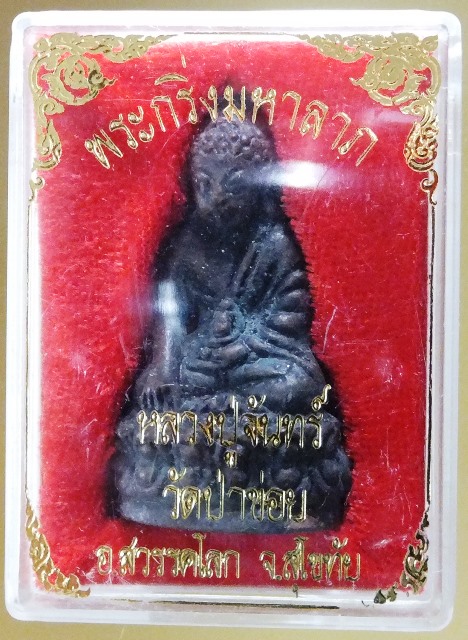 พระกริ่งมหาลาภ
หลวงปู่จันทร์
วัดป่าข่อย
อ.สวรรคโลก จ.สุโขทัย